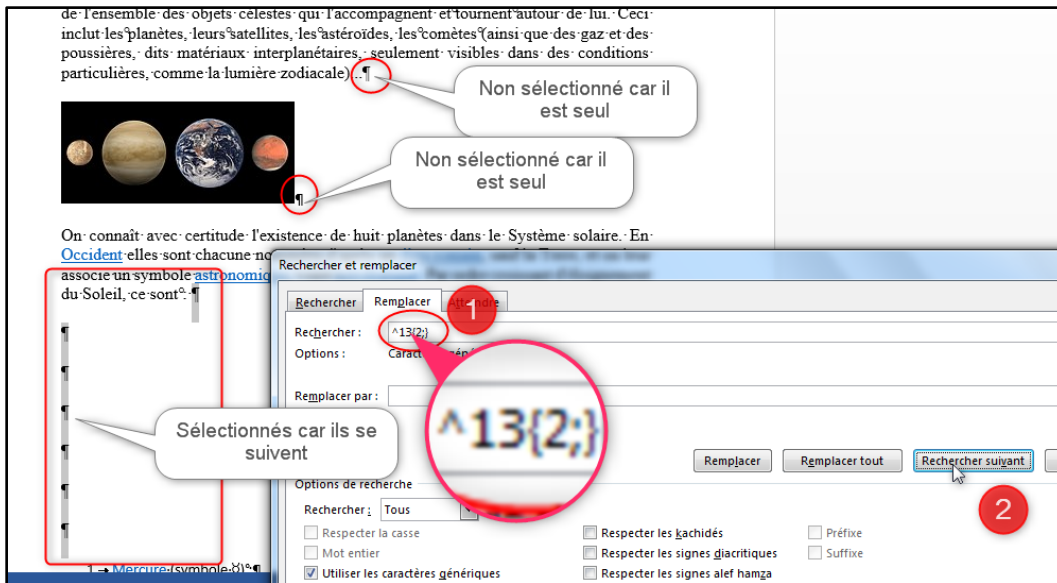 de l'ensemble des objets célestes qui l'accompagnent et°tournent°autour de lui. Ceci
inclut les°planètes, leurs°satellites, les°astéroïdes, les°comètes°(ainsi que des gaz et des
poussières, dits matériaux interplanétaires, seulement visibles dans des conditions
particulières, comme la lumière zodiacale)...¶
Non sélectionné car il
est seul
Non sélectionné car il
est seul
¶
On connaît avec certitude l'existence de huit planètes dans le Système solaire. En
Occident elles sont chacune
associe un symbole astronomiq
du Soleil, ce sont°: ¶
¶
¶
¶
¶
¶
¶
Sélectionnés car ils se
suivent
1 → Mercure (symbole ☿)°¶
Rechercher et remplacer
Rechercher
Remplacer
Atteindre
1
Rechercher :
^13{2;}
Options :
^13{2;}
Remplacer par :
Remplacer
Remplacer tout
Rechercher suivant
2
Options de recherche
Rechercher : Tous
Respecter la casse
Mot entier
Utiliser les caractères génériques
Respecter les kachidés
Respecter les signes diacritiques
Respecter les signes alef hamza
Préfixe
Suffixe